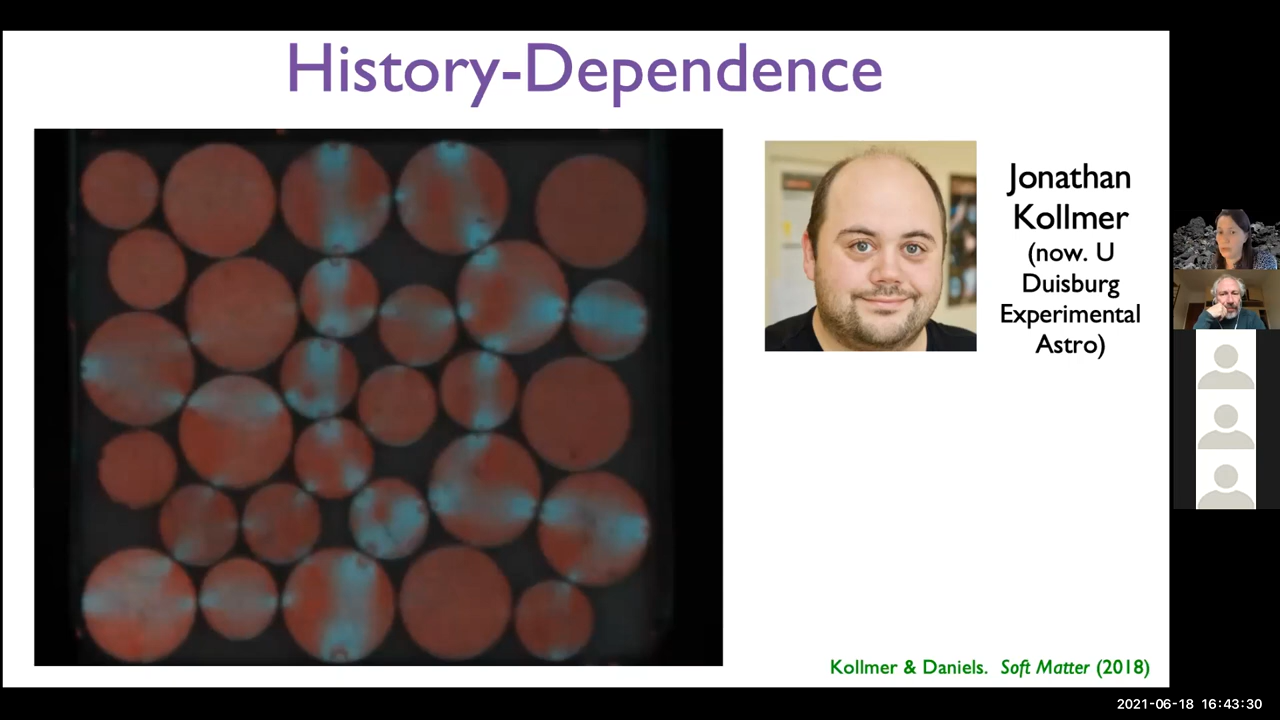 History-Dependence
Jonathan
Kollmer
(now. U
Duisburg
Experimental
Astro)
Kollmer & Daniels. Soft Matter (2018)
2021-06-18 16:43:30